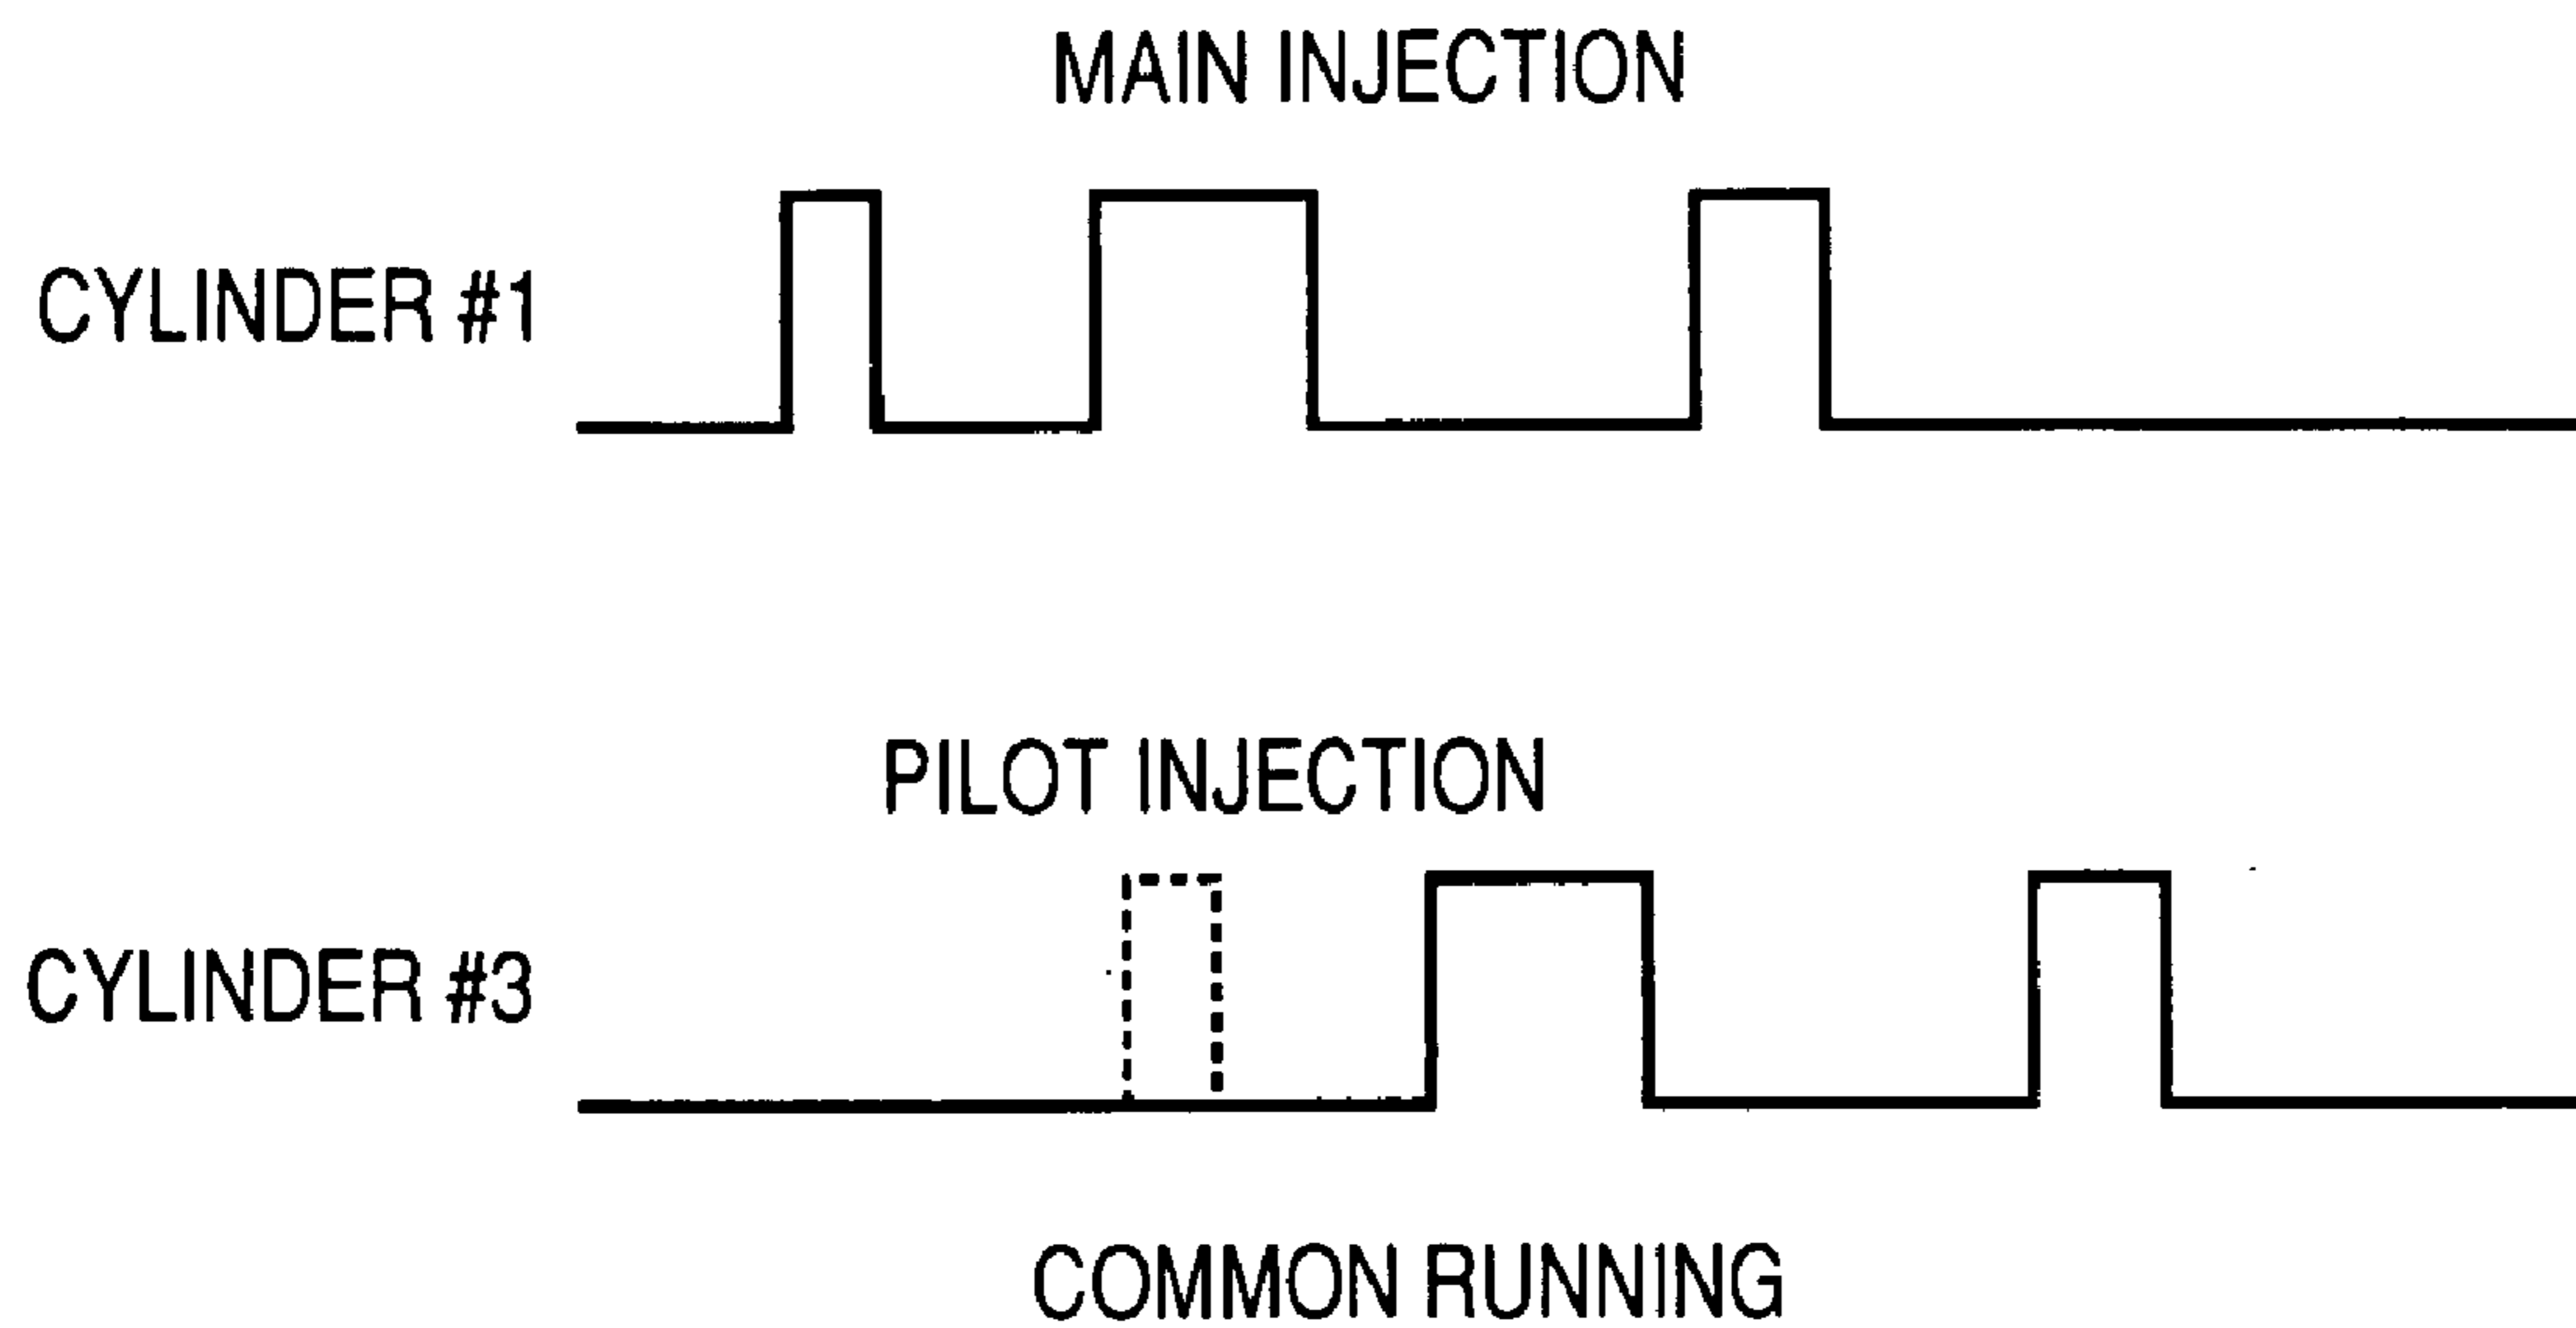 MAIN INJECTION
CYLINDER #1
PILOT INJECTION
CYLINDER #3
COMMON RUNNING